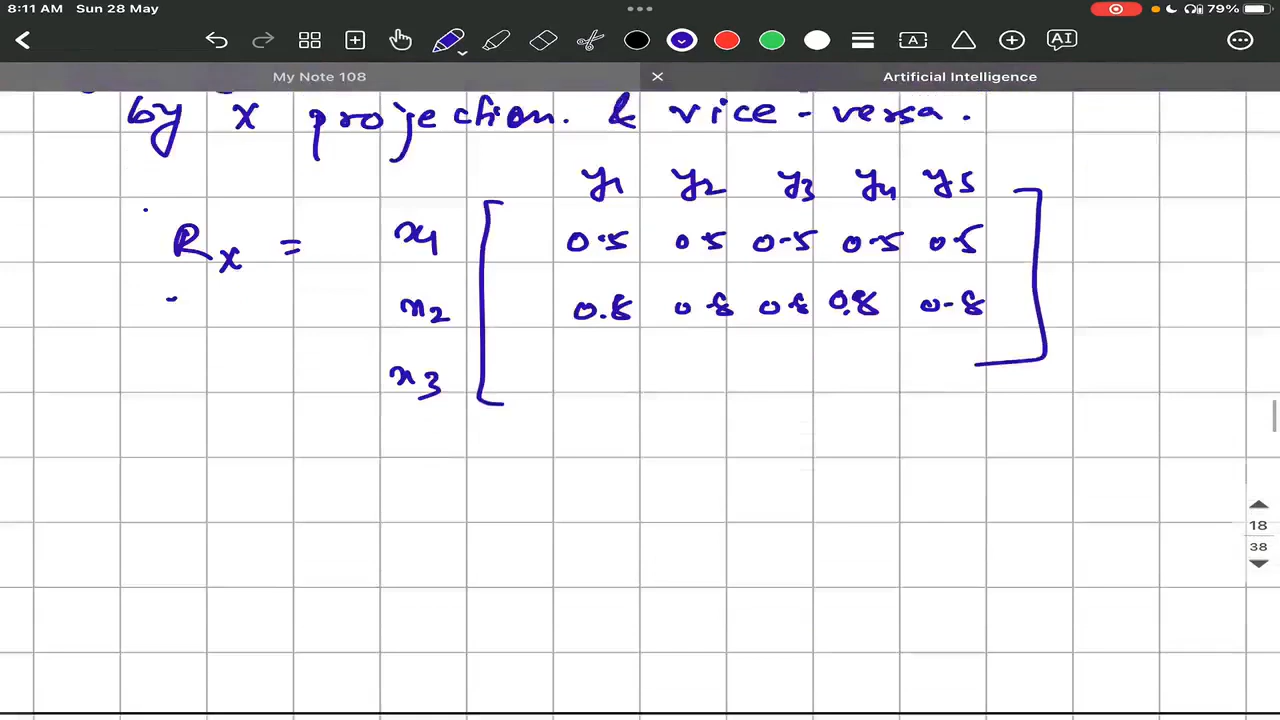 8:11 AM Sun 28 May
79%
A
AI
My Note 108
Artificial Intelligence
by x projection. & vice-versa.
y1 y2 y3 y4 y5
Rx = x1 0.5 0.5 0.5 0.5 0.5
x2 0.8 0.8 0.8 0.8 0.8
x3
18
38